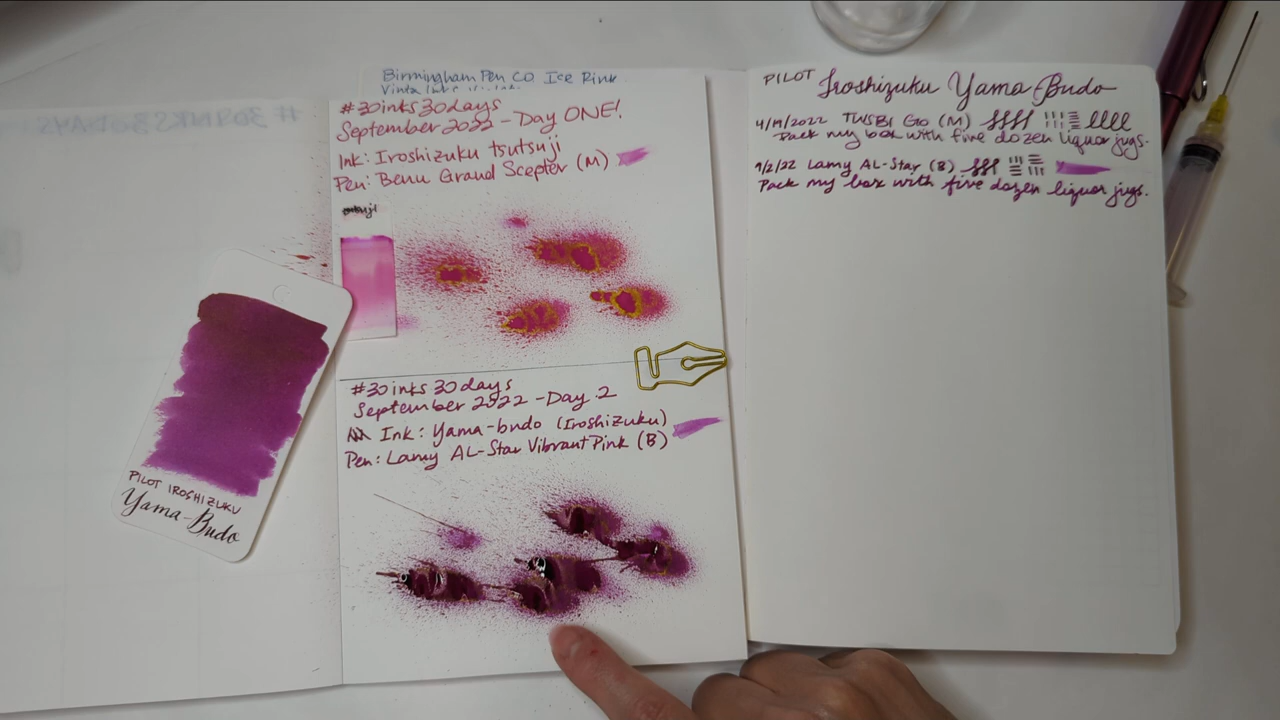 Birmingham Pen Co Ice Rink
Vinta Inks
#30inks30days
September 2022 - Day ONE!
Ink: Iroshizuku tsutsuji
Pen: Benu Grand Scepter (M)
#30inks30days
September 2022 - Day 2
Ink: Yama-budo (Iroshizuku)
Pen: Lamy AL-Star Vibrant Pink (B)
PILOT IROSHIZUKU
Yama-Budo
PILOT Iroshizuku Yama-Budo
4/19/2022 TWSBI Go (M)
Pack my box with five dozen liquor jugs.
9/2/22 Lamy AL-Star (B)
Pack my box with five dozen liquor jugs.